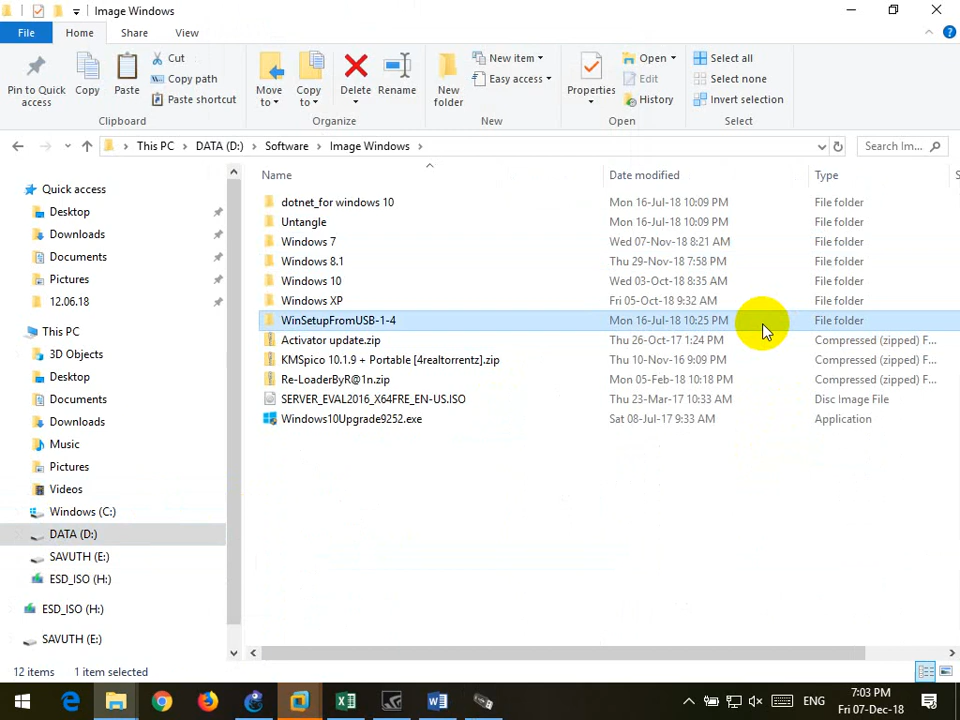 Image Windows
File Home Share View
Pin to Quick access
Copy
Paste
Cut
Copy path
Paste shortcut
Clipboard
Move to
Copy to
Delete
Rename
Organize
New folder
New item
Easy access
New
Properties
Open
Edit
History
Open
Select all
Select none
Invert selection
Select
This PC > DATA (D:) > Software > Image Windows >
Search Im...
Quick access
Desktop
Downloads
Documents
Pictures
12.06.18
This PC
3D Objects
Desktop
Documents
Downloads
Music
Pictures
Videos
Windows (C:)
DATA (D:)
SAVUTH (E:)
ESD_ISO (H:)
ESD_ISO (H:)
SAVUTH (E:)
Name Date modified Type S
dotnet_for windows 10 Mon 16-Jul-18 10:09 PM File folder
Untangle Mon 16-Jul-18 10:09 PM File folder
Windows 7 Wed 07-Nov-18 8:21 AM File folder
Windows 8.1 Thu 29-Nov-18 7:58 PM File folder
Windows 10 Wed 03-Oct-18 8:35 AM File folder
Windows XP Fri 05-Oct-18 9:32 AM File folder
WinSetupFromUSB-1-4 Mon 16-Jul-18 10:25 PM File folder
Activator update.zip Thu 26-Oct-17 1:24 PM Compressed (zipped) F...
KMSpico 10.1.9 + Portable [4realtorrentz].zip Thu 10-Nov-16 9:09 PM Compressed (zipped) F...
Re-LoaderByR@1n.zip Mon 05-Feb-18 10:18 PM Compressed (zipped) F...
SERVER_EVAL2016_X64FRE_EN-US.ISO Thu 23-Mar-17 10:33 AM Disc Image File
Windows10Upgrade9252.exe Sat 08-Jul-17 9:33 AM Application
12 items 1 item selected
ENG
7:03 PM
Fri 07-Dec-18